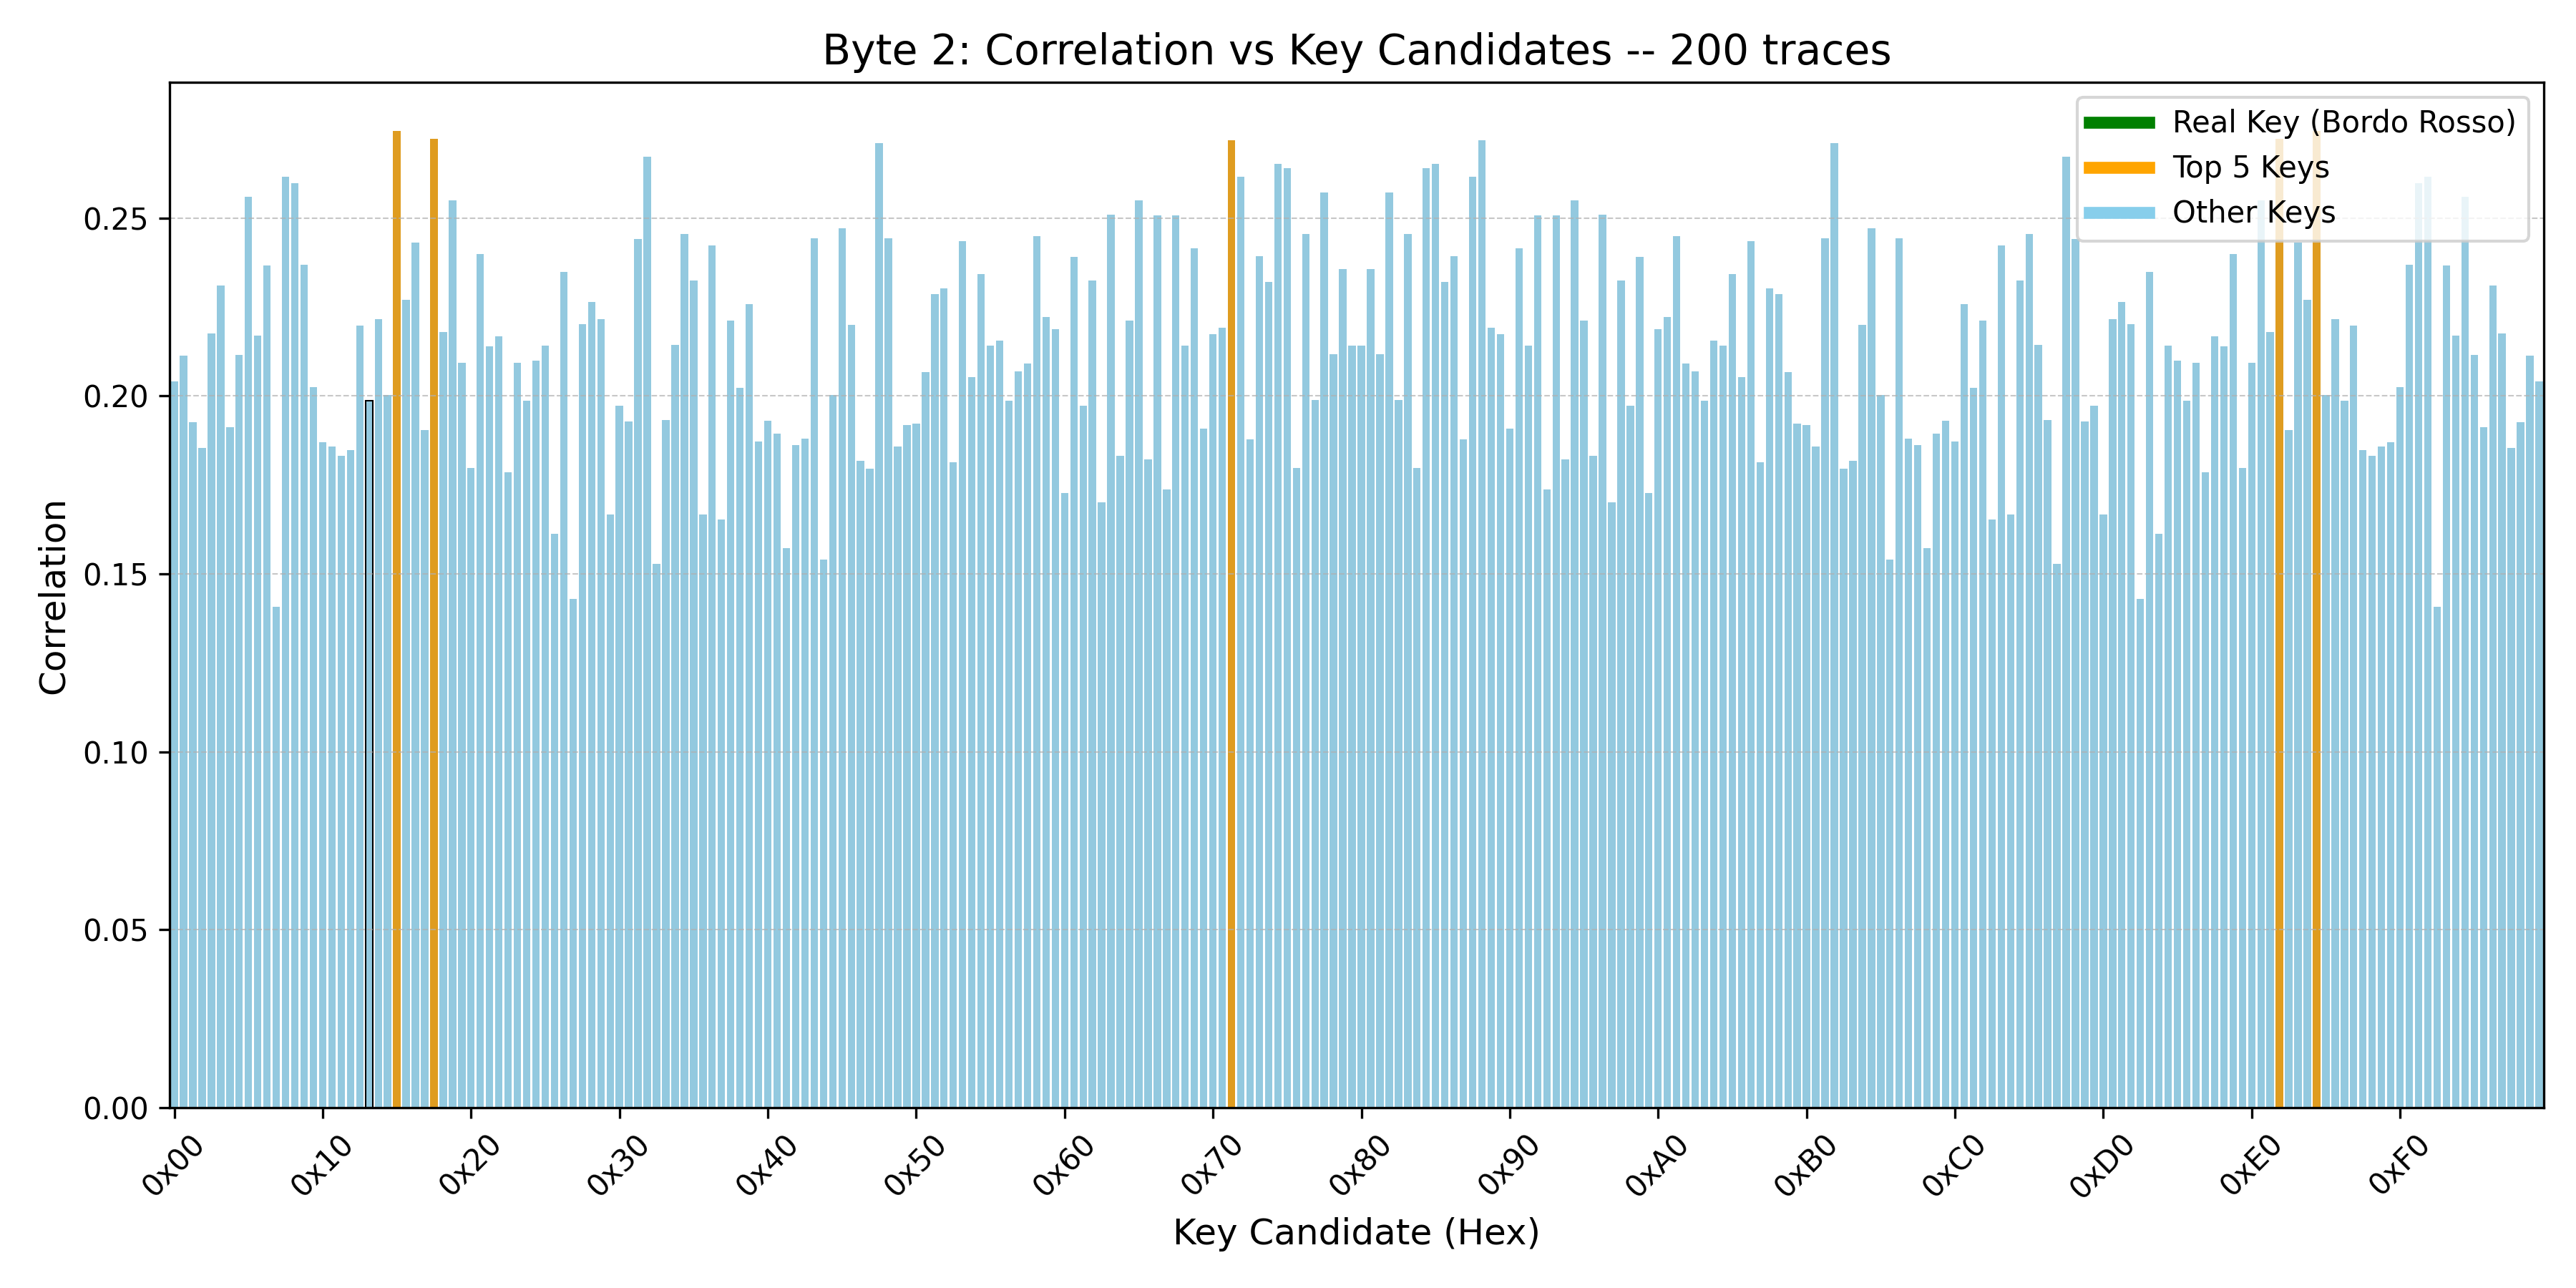 Byte 2: Correlation vs Key Candidates -- 200 traces
Real Key (Bordo Rosso)
Top 5 Keys
Other Keys
Correlation
0.25
0.20
0.15
0.10
0.05
0.00
0x00 0x10 0x20 0x30 0x40 0x50 0x60 0x70 0x80 0x90 0xA0 0xB0 0xC0 0xD0 0xE0 0xF0
Key Candidate (Hex)